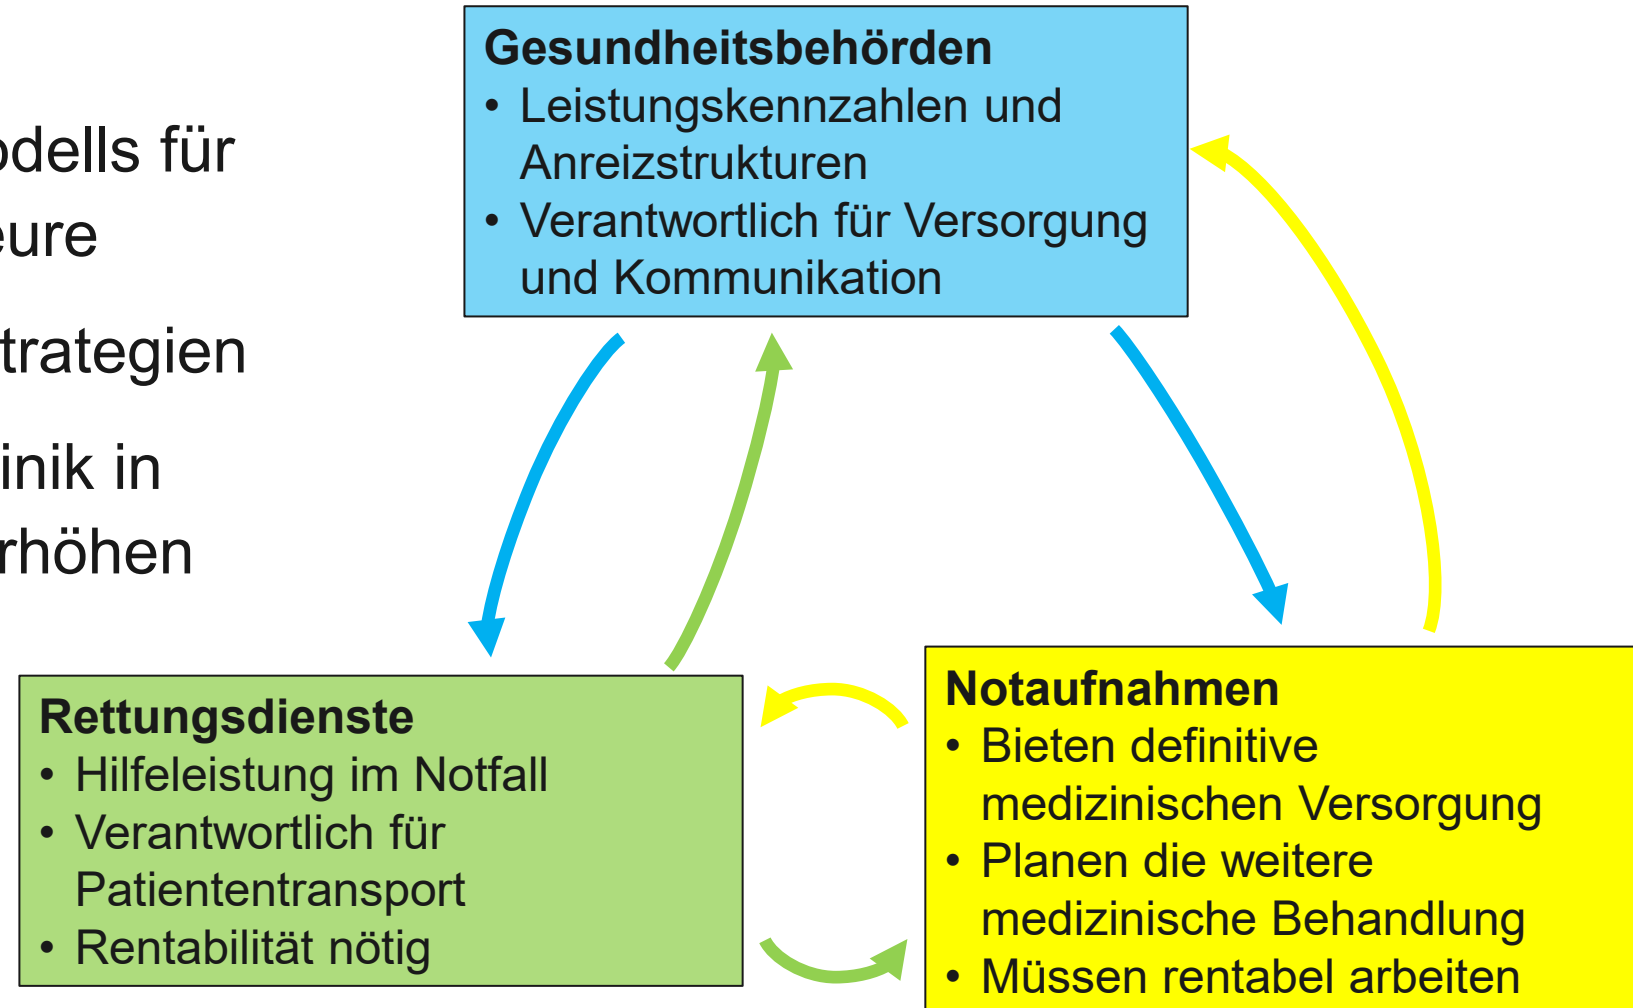 odells für
eure
trategien
inik in
rhöhen
Gesundheitsbehörden
• Leistungskennzahlen und
Anreizstrukturen
• Verantwortlich für Versorgung
und Kommunikation
Rettungsdienste
• Hilfeleistung im Notfall
• Verantwortlich für
Patiententransport
• Rentabilität nötig
Notaufnahmen
• Bieten definitive
medizinischen Versorgung
• Planen die weitere
medizinische Behandlung
• Müssen rentabel arbeiten